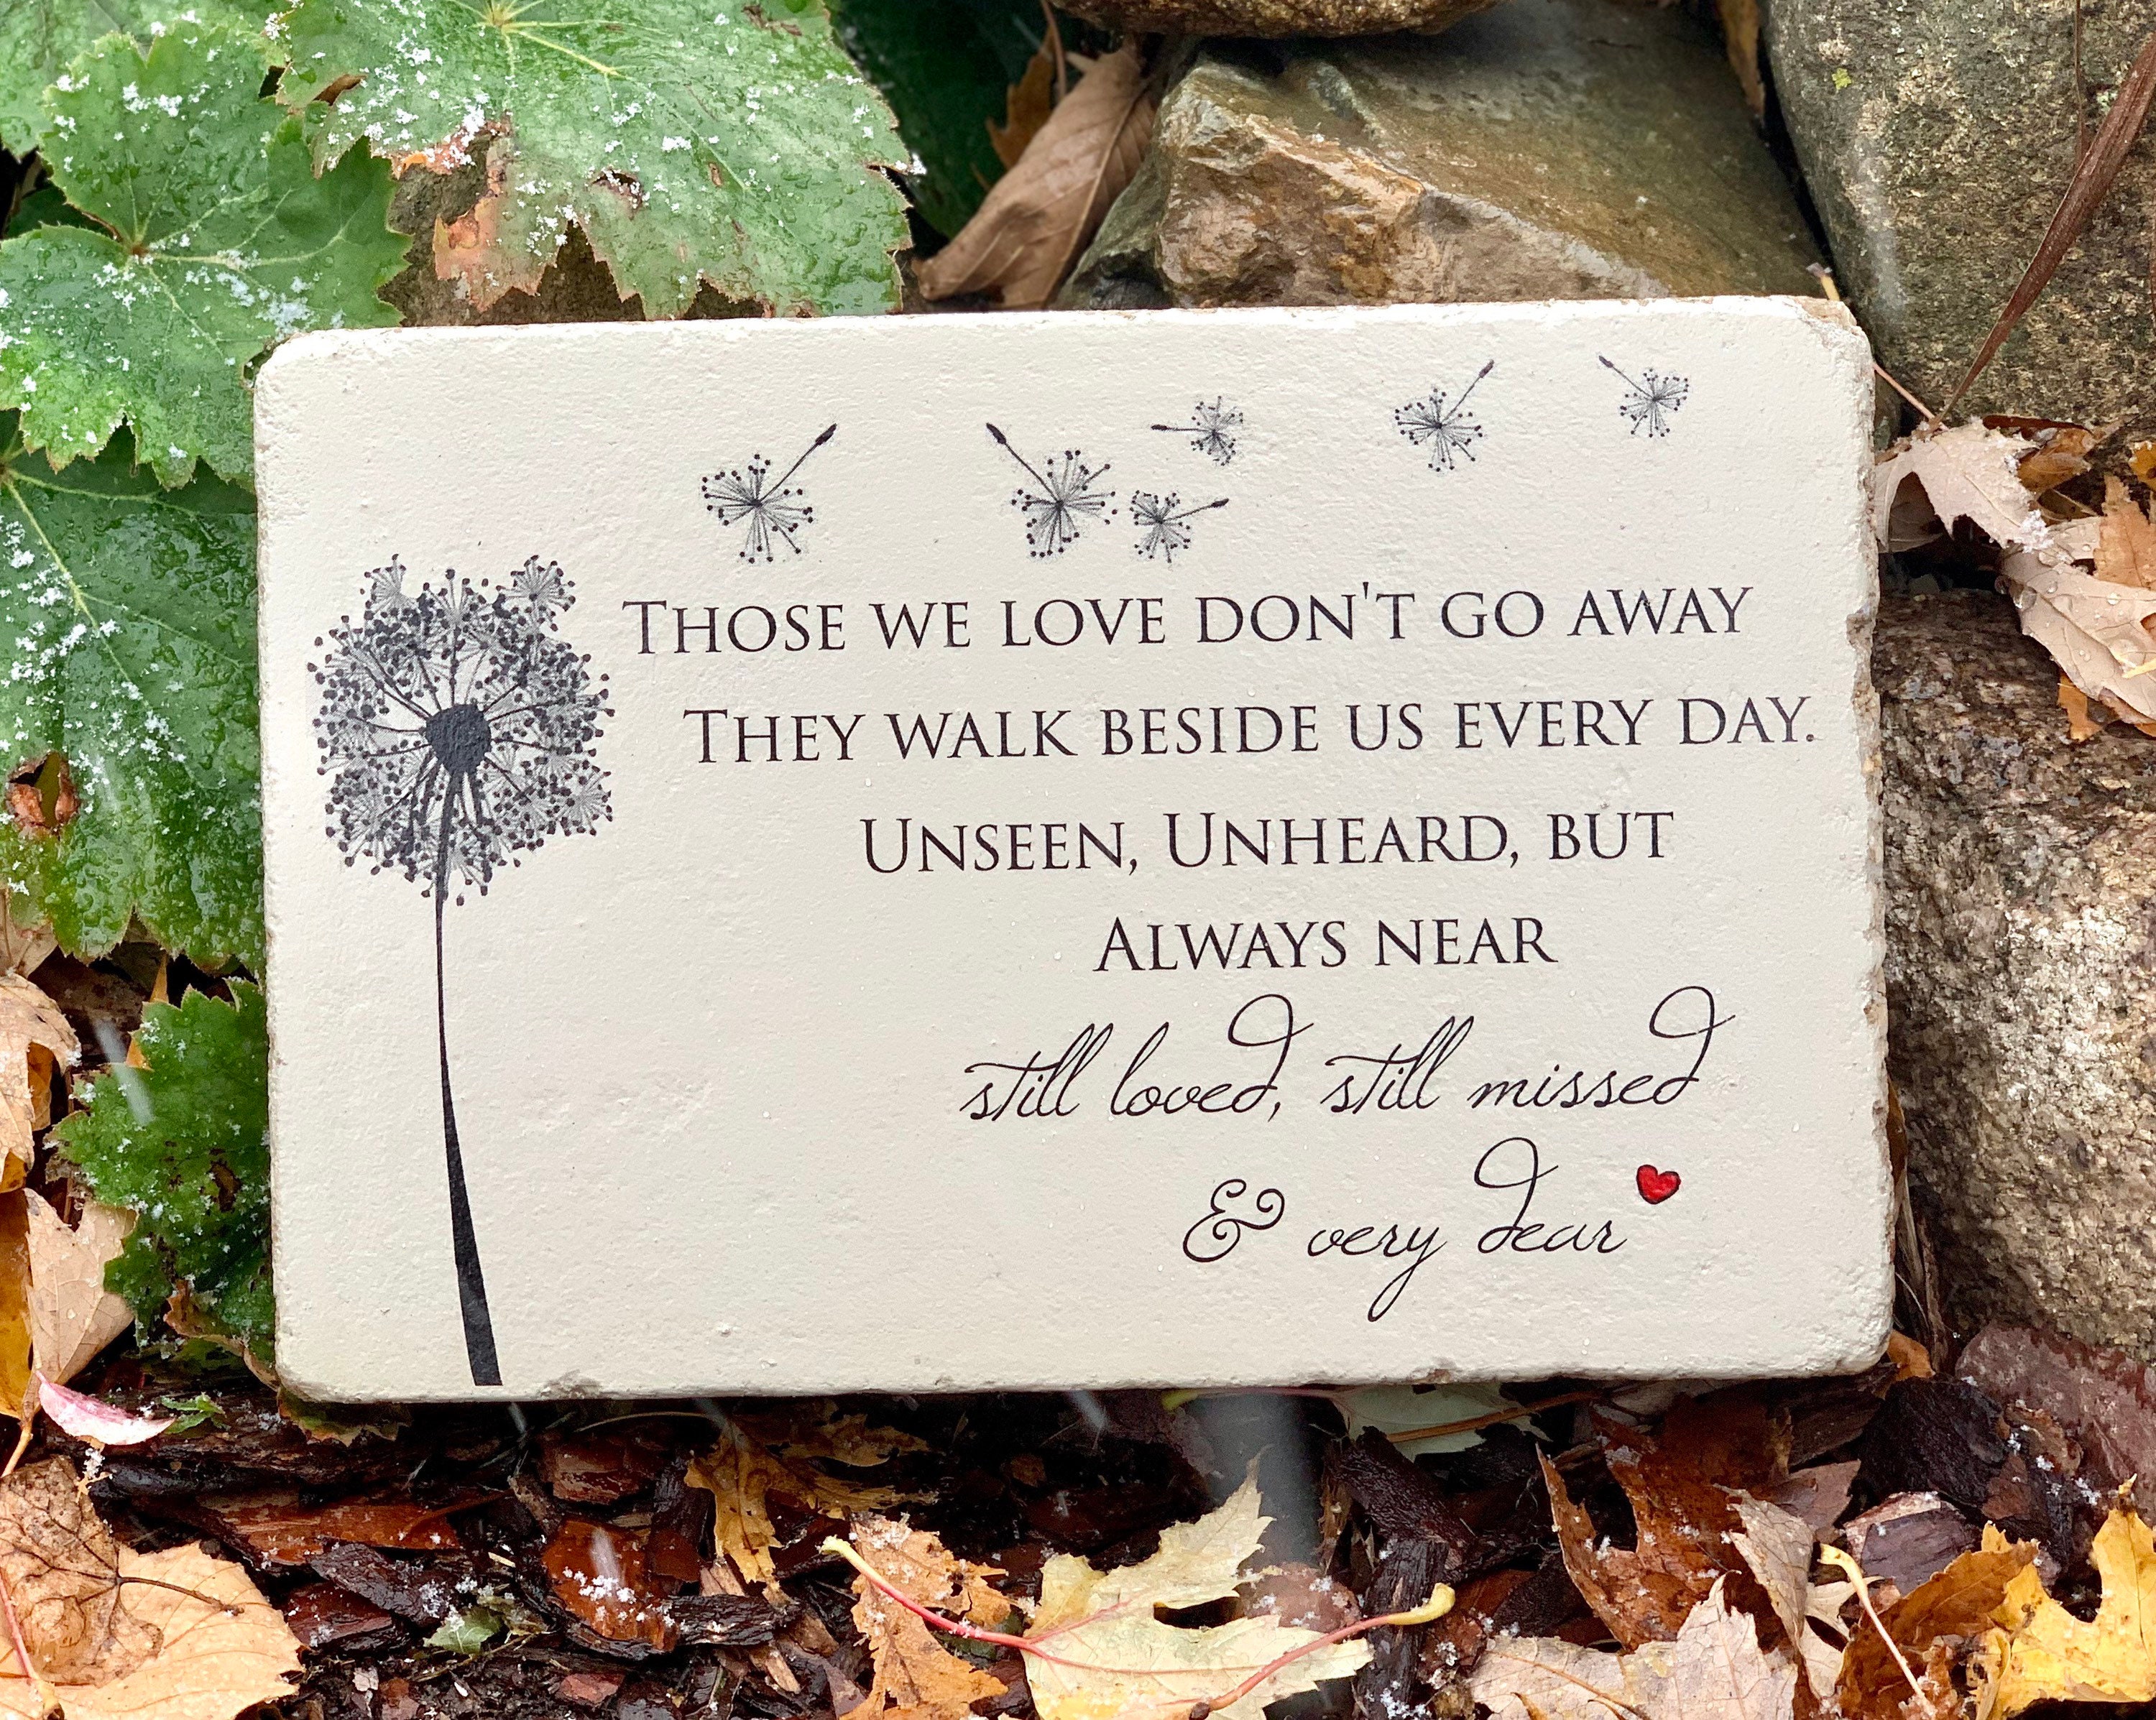 Those we love don't go away
They walk beside us every day.
Unseen, Unheard, but
Always near
still loved, still missed
& very dear